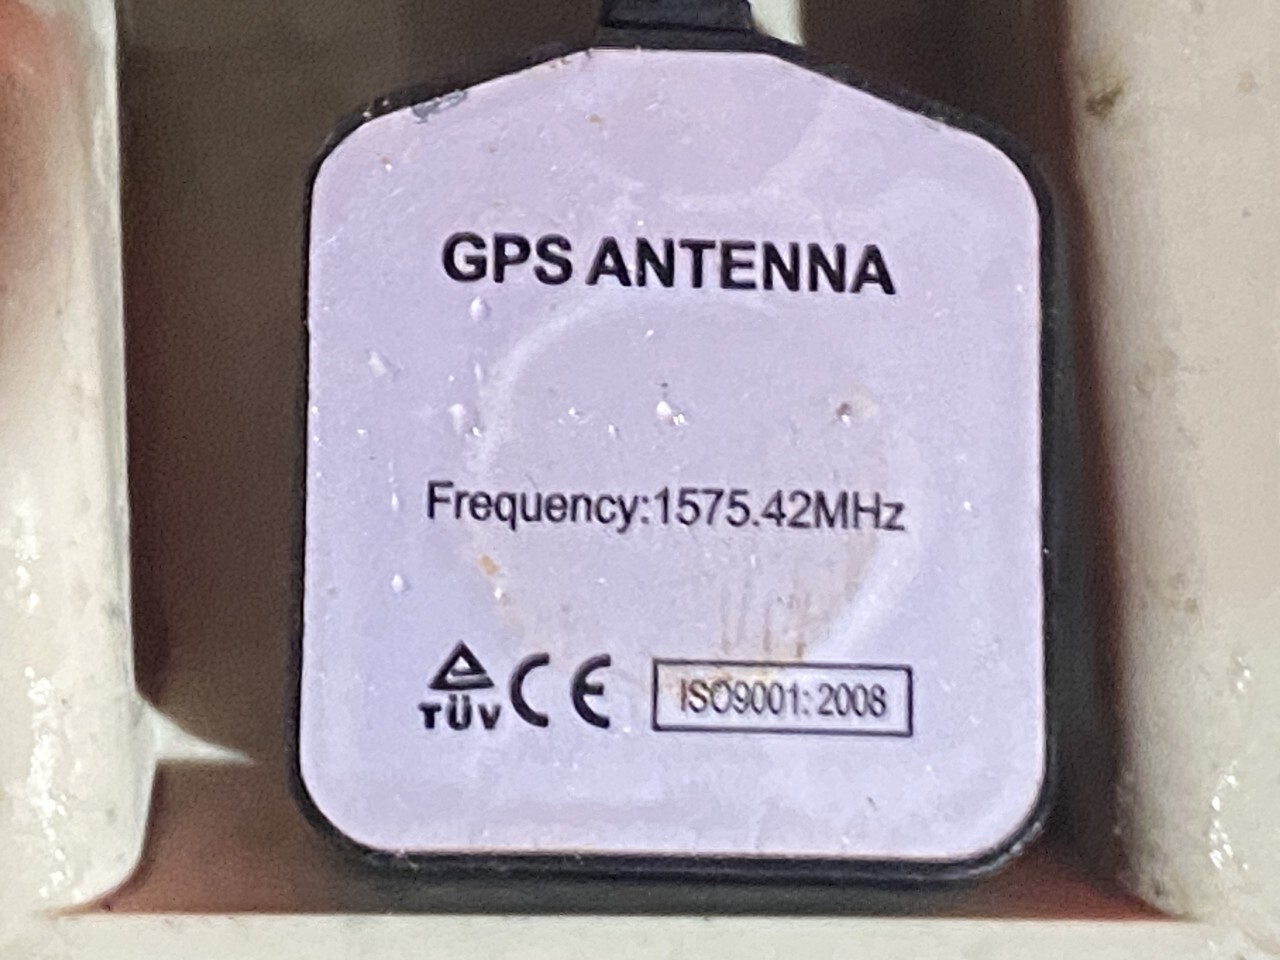 GPS ANTENNA
Frequency:1575.42MHz
TÜV CE ISO9001: 2008